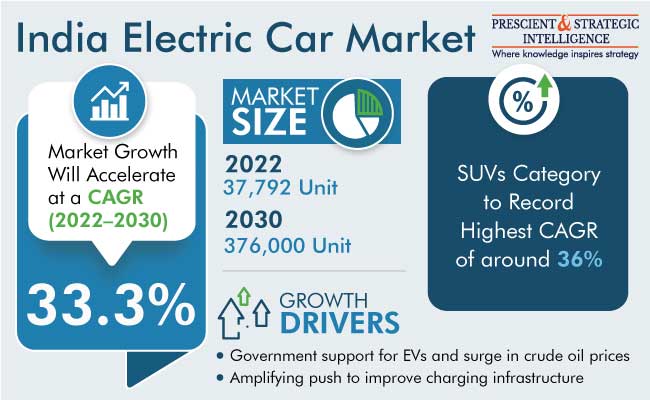 India Electric Car Market
PRESCIENT & STRATEGIC
INTELLIGENCE
Where knowledge inspires strategy
Market Growth
Will Accelerate
at a CAGR
(2022–2030)
33.3%
MARKET
SIZE
2022
37,792 Unit
2030
376,000 Unit
%
SUVs Category
to Record
Highest CAGR
of around 36%
GROWTH
DRIVERS
• Government support for EVs and surge in crude oil prices
• Amplifying push to improve charging infrastructure